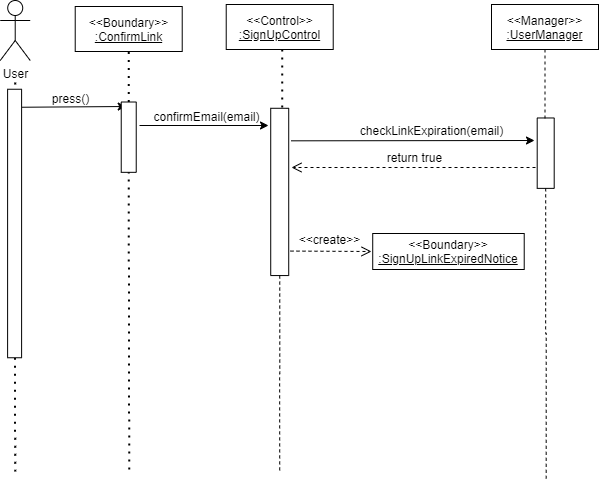 <<Boundary>>
:ConfirmLink
<<Control>>
:SignUpControl
<<Manager>>
:UserManager
User
press()
confirmEmail(email)
checkLinkExpiration(email)
return true
<<create>>
<<Boundary>>
:SignUpLinkExpiredNotice